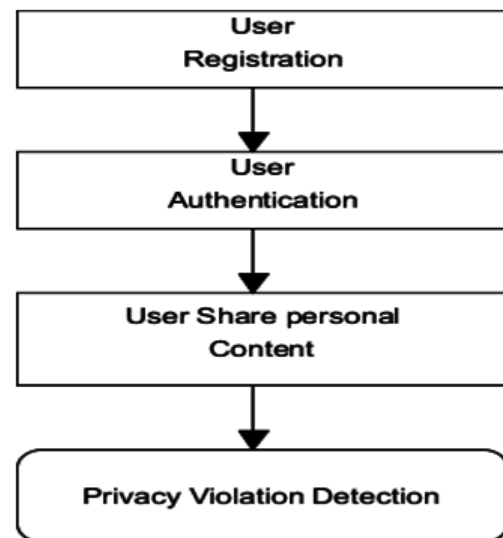 User
Registration
User
Authentication
User Share personal
Content
Privacy Violation Detection